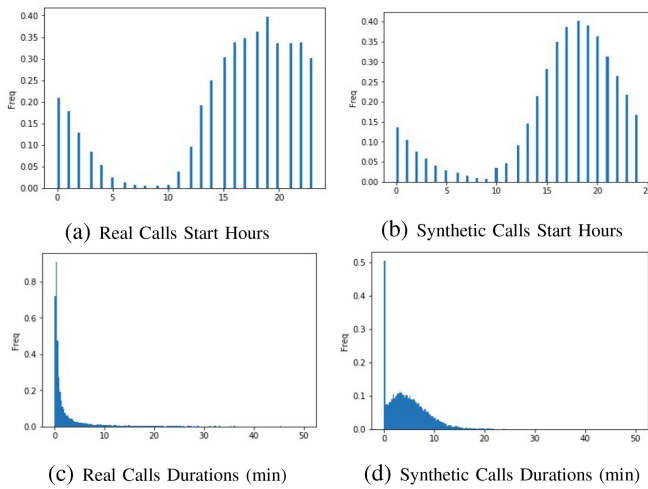 0.40
0.35
0.30
0.25
0.20
0.15
0.10
0.05
0.00
Freq
0 5 10 15 20
(a) Real Calls Start Hours
0.40
0.35
0.30
0.25
0.20
0.15
0.10
0.05
0.00
Freq
0 5 10 15 20 25
(b) Synthetic Calls Start Hours
0.8
0.6
0.4
0.2
0.0
Freq
0 10 20 30 40 50
(c) Real Calls Durations (min)
0.5
0.4
0.3
0.2
0.1
0.0
Freq
0 10 20 30 40 50
(d) Synthetic Calls Durations (min)